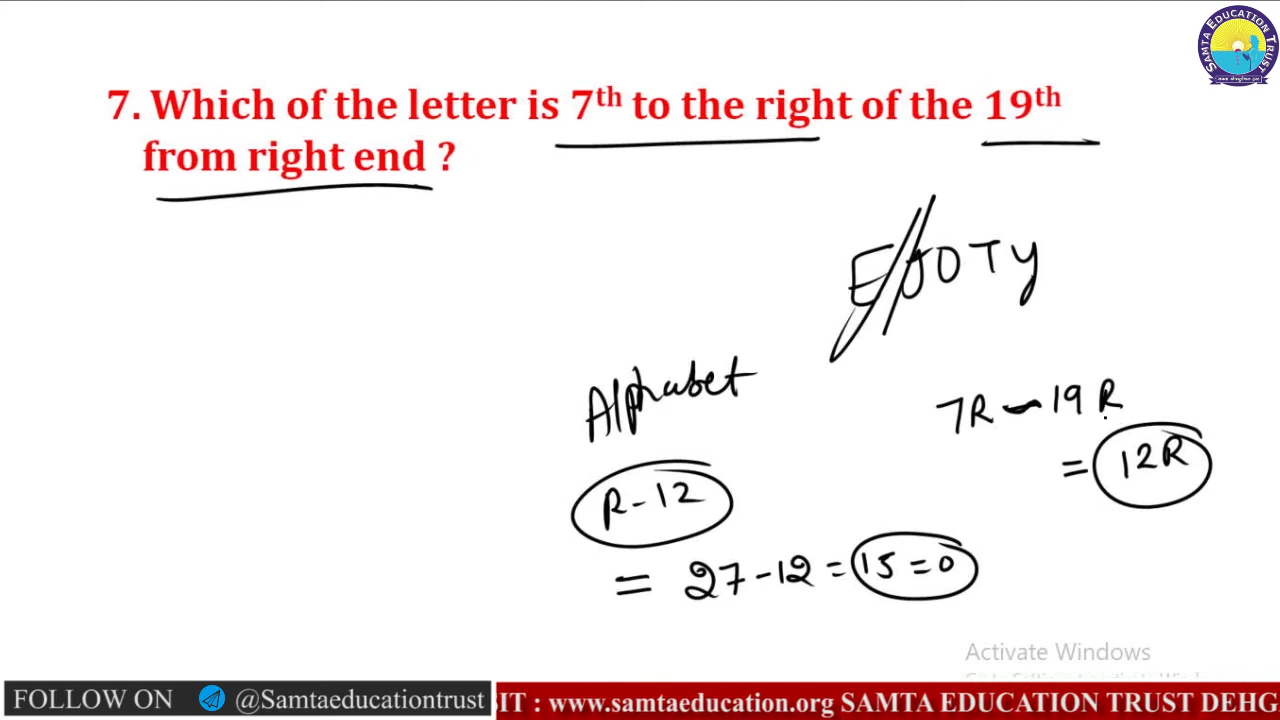 SAMTA EDUCATION TRUST
7. Which of the letter is 7th to the right of the 19th
from right end ?
EJOTY
Alphabet
7R - 19 R
= 12R
R - 12
= 27 - 12 = 15 = 0
Activate Windows
FOLLOW ON @Samtaeducationtrust IT : www.samtaeducation.org SAMTA EDUCATION TRUST DEHG